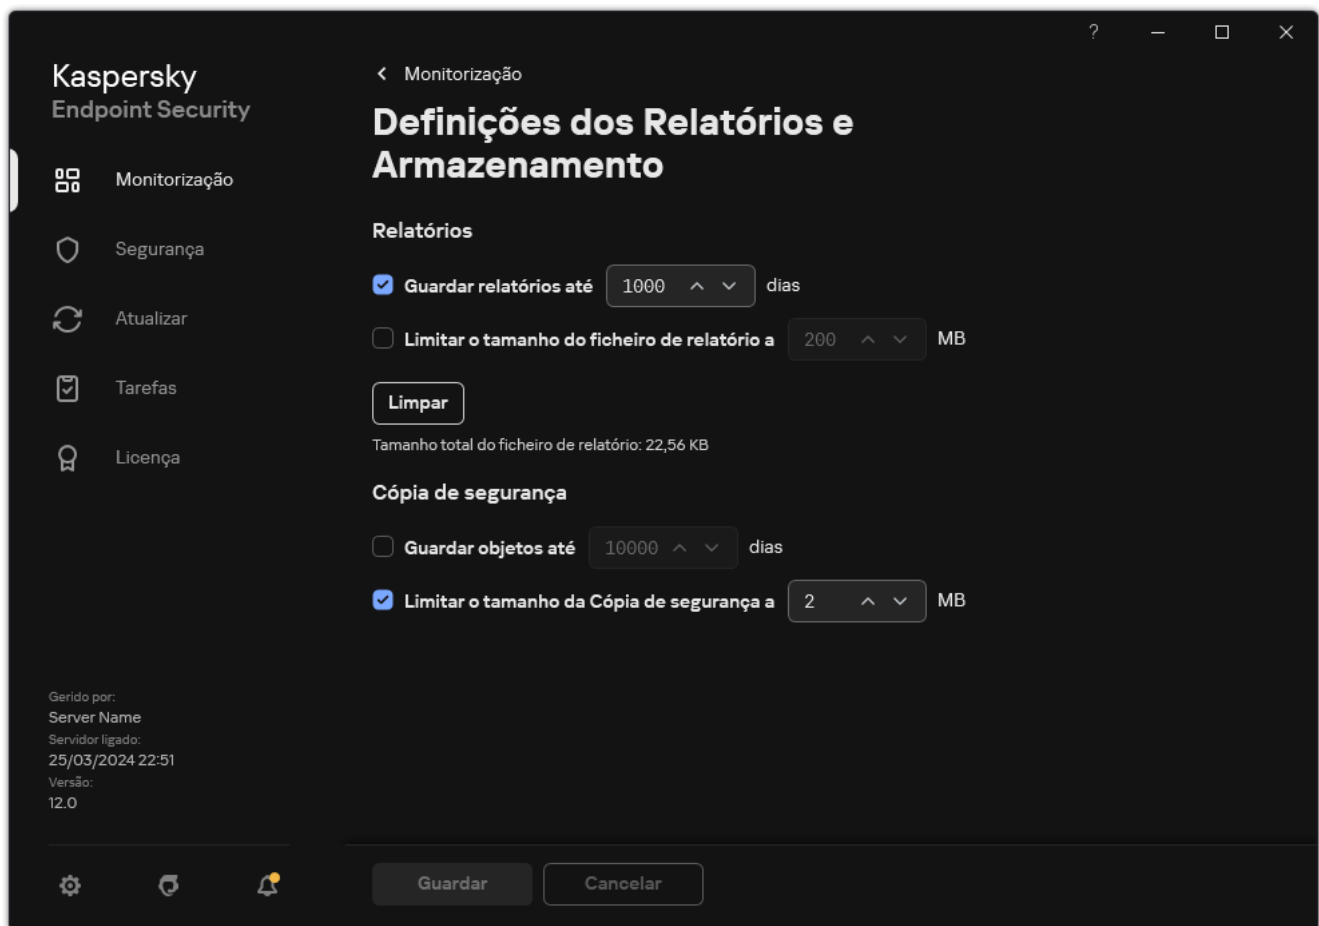 ?
Kaspersky
Endpoint Security
Monitorização
Segurança
Atualizar
Tarefas
Licença
Gerido por:
Server Name
Servidor ligado:
25/03/2024 22:51
Versão:
12.0
Monitorização
Definições dos Relatórios e
Armazenamento
Relatórios
Guardar relatórios até 1000 dias
Limitar o tamanho do ficheiro de relatório a 200 MB
Limpar
Tamanho total do ficheiro de relatório: 22,56 KB
Cópia de segurança
Guardar objetos até 10000 dias
Limitar o tamanho da Cópia de segurança a 2 MB
Guardar Cancelar